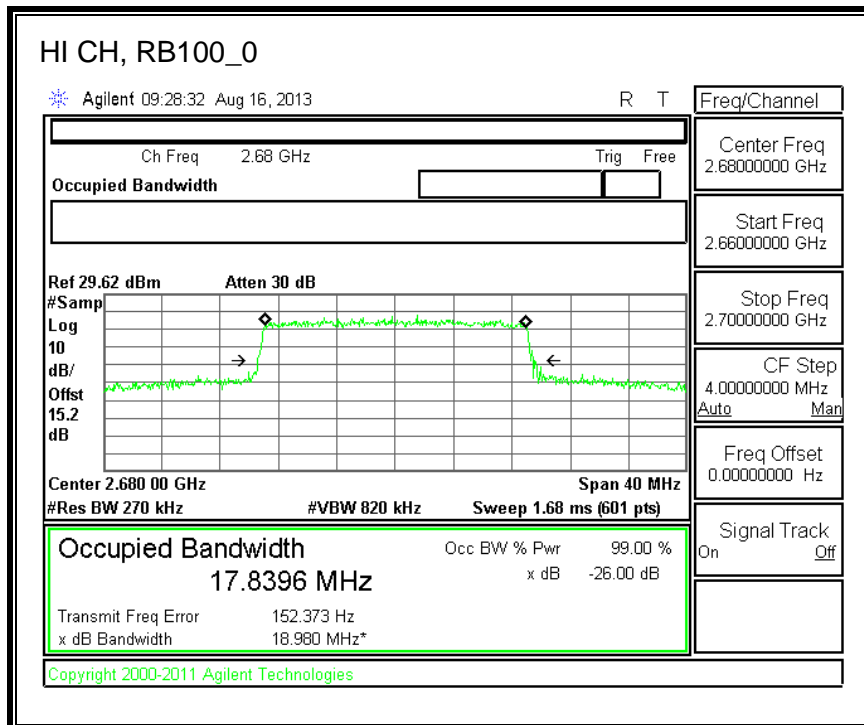 HI CH, RB100_0
Agilent 09:28:32 Aug 16, 2013 R T
Ch Freq 2.68 GHz Trig Free
Occupied Bandwidth
Ref 29.62 dBm Atten 30 dB
#Samp
Log
10
dB/
Offst
15.2
dB
Center 2.680 00 GHz Span 40 MHz
#Res BW 270 kHz #VBW 820 kHz Sweep 1.68 ms (601 pts)
Occupied Bandwidth Occ BW % Pwr 99.00 %
17.8396 MHz x dB -26.00 dB
Transmit Freq Error 152.373 Hz
x dB Bandwidth 18.980 MHz*
Copyright 2000-2011 Agilent Technologies
Freq/Channel
Center Freq
2.68000000 GHz
Start Freq
2.66000000 GHz
Stop Freq
2.70000000 GHz
CF Step
4.00000000 MHz
Auto Man
Freq Offset
0.00000000 Hz
Signal Track
On Off